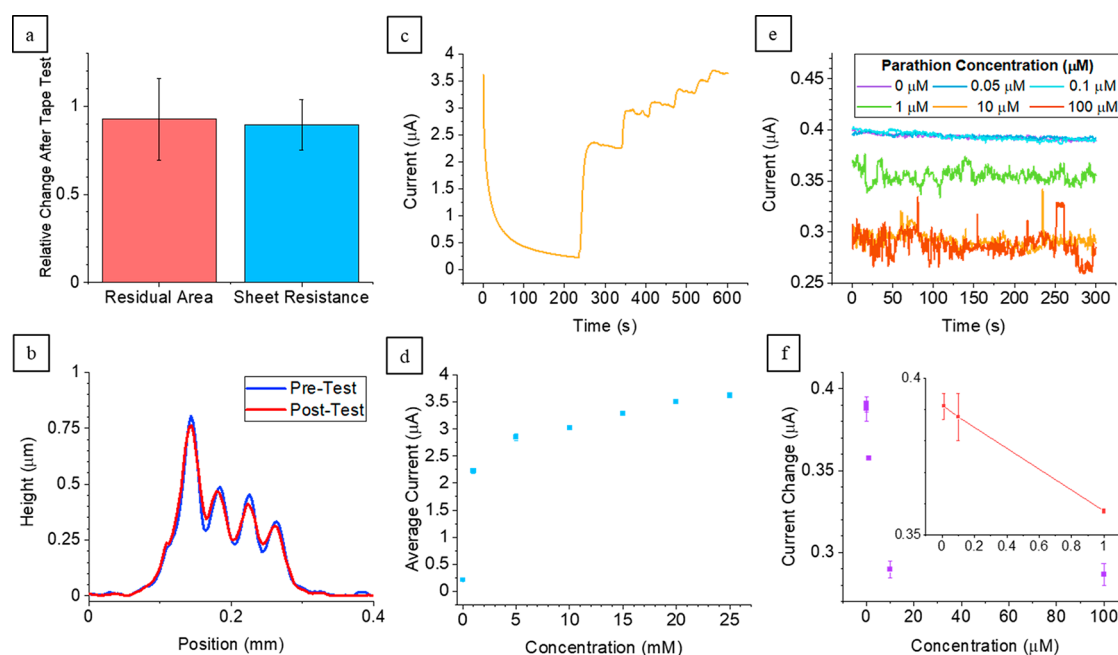 a
Relative Change After Tape Test
1
0.5
0
Residual Area
Sheet Resistance
b
Height (μm)
1
0.75
0.5
0.25
0
Pre-Test
Post-Test
0
0.2
0.4
Position (mm)
c
Current (μA)
4
3.5
3
2.5
2
1.5
1
0.5
0
0 100 200 300 400 500 600
Time (s)
d
Average Current (μA)
4
3.5
3
2.5
2
1.5
1
0.5
0
0 5 10 15 20 25
Concentration (mM)
e
Current (μA)
0.45
0.4
0.35
0.3
0.25
Parathion Concentration (μM)
0 μM 0.05 μM 0.1 μM
1 μM 10 μM 100 μM
0 50 100 150 200 250 300
Time (s)
f
Current Change (μA)
0.4
0.35
0.3
0.4
0.35
0 0.2 0.4 0.6 0.8 1
0 20 40 60 80 100
Concentration (μM)